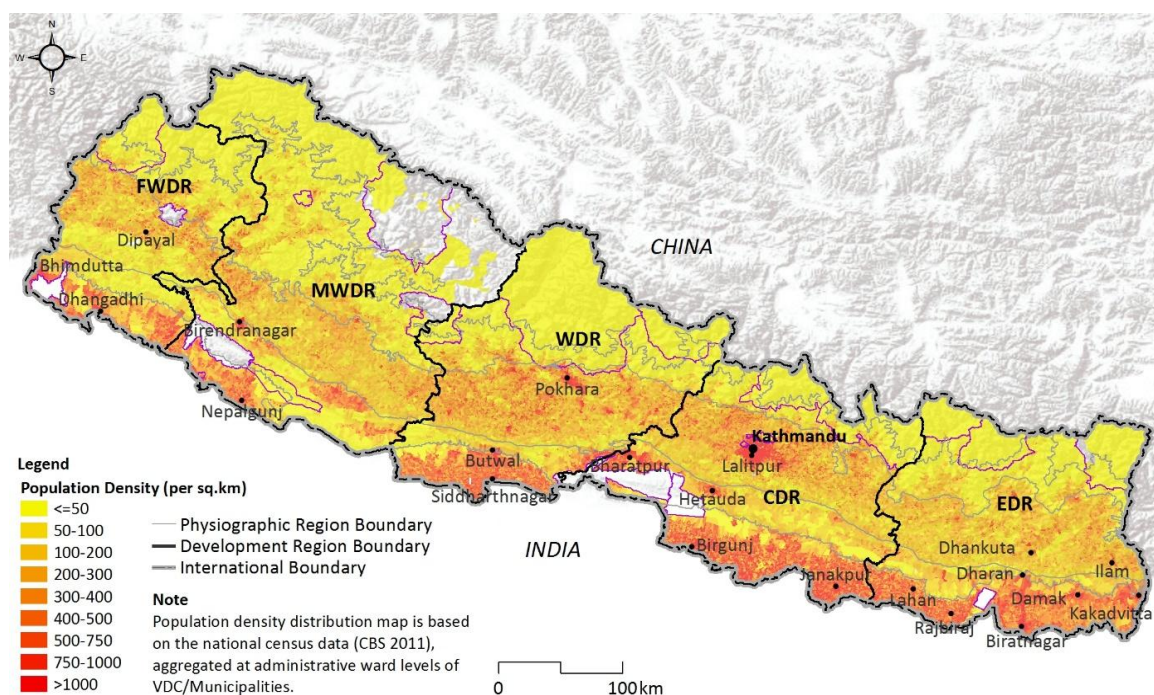 N
W E
S
FWDR
Dipayal
CHINA
Bhimdutta
Dhangadhi
MWDR
Birendranagar
WDR
Pokhara
Nepalgunj
Kathmandu
Lalitpur
Butwal
Bharatpur
Siddharthnagar
Hetauda
CDR
EDR
INDIA
Birgunj
Dhankuta
Janakpur
Dharan
Ilam
Lahan
Damak
Kakadvitta
Rajbiraj
Biratnagar
Legend
Population Density (per sq.km)
<=50
50-100
100-200
200-300
300-400
400-500
500-750
750-1000
>1000
Physiographic Region Boundary
Development Region Boundary
International Boundary
Note
Population density distribution map is based
on the national census data (CBS 2011),
aggregated at administrative ward levels of
VDC/Municipalities.
0 100 km